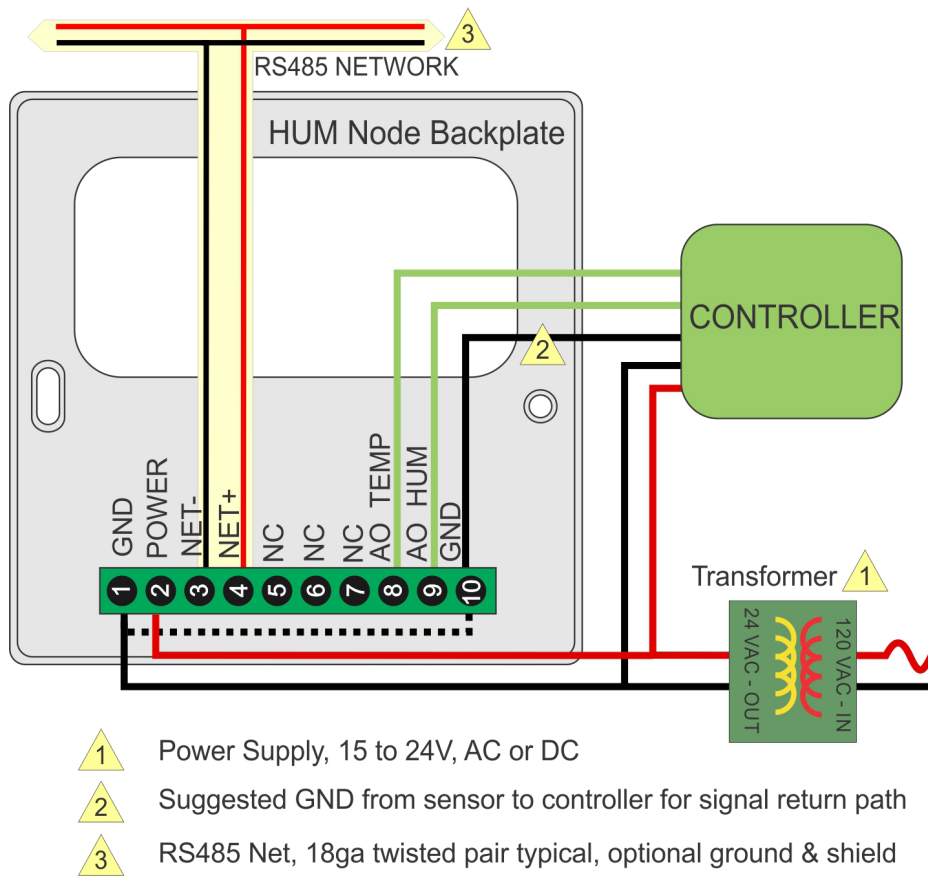 3
RS485 NETWORK
HUM Node Backplate
CONTROLLER
2
GND
POWER
NET-
NET+
NC
NC
NC
AO TEMP
AO HUM
GND
1 2 3 4 5 6 7 8 9 10
Transformer 1
24 VAC - OUT
120 VAC - IN
1 Power Supply, 15 to 24V, AC or DC
2 Suggested GND from sensor to controller for signal return path
3 RS485 Net, 18ga twisted pair typical, optional ground & shield